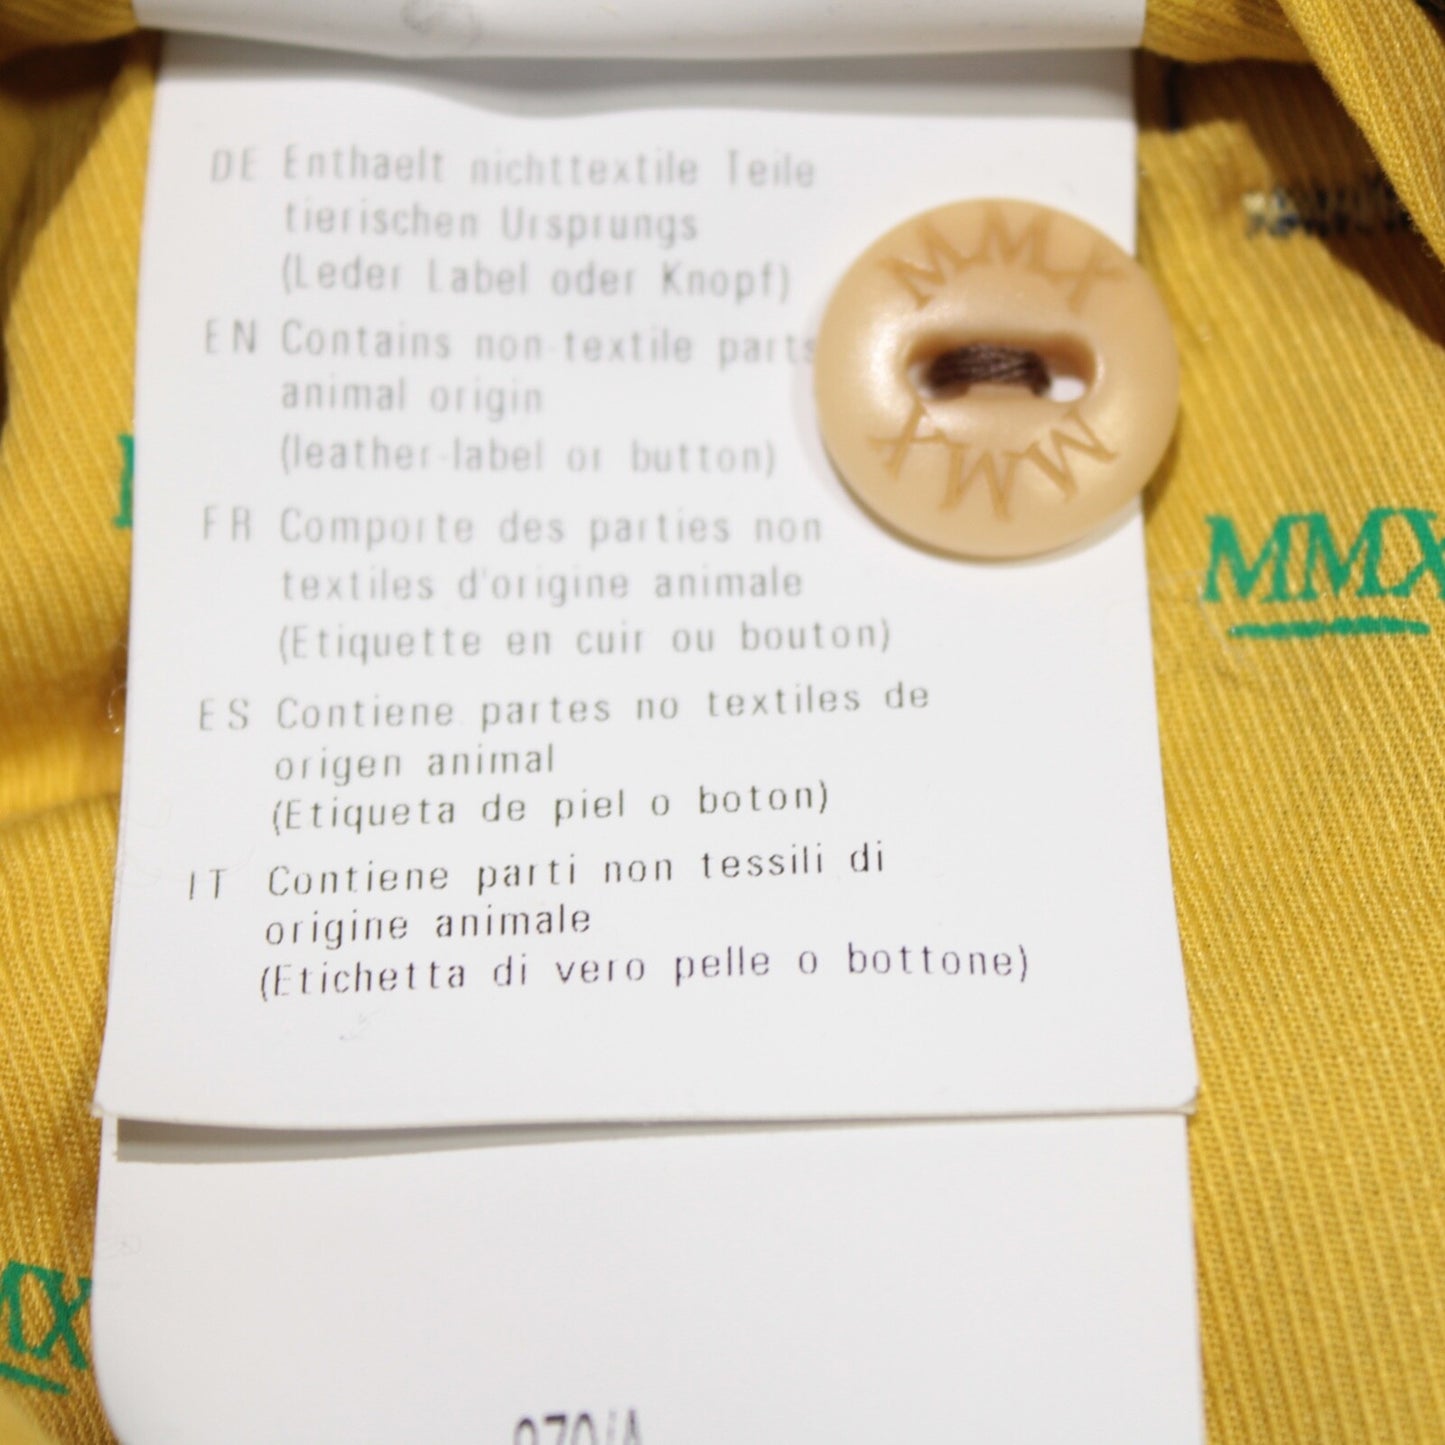 DE Enthaelt nichttextile Teile
tierischen Ursprungs
(Leder Label oder Knopf)
EN Contains non-textile parts
animal origin
(leather-label or button)
FR Comporte des parties non
textiles d'origine animale
(Etiquette en cuir ou bouton)
ES Contiene partes no textiles de
origen animal
(Etiqueta de piel o boton)
IT Contiene parti non tessili di
origine animale
(Etichetta di vero pelle o bottone)
MMX
MMX
MMX